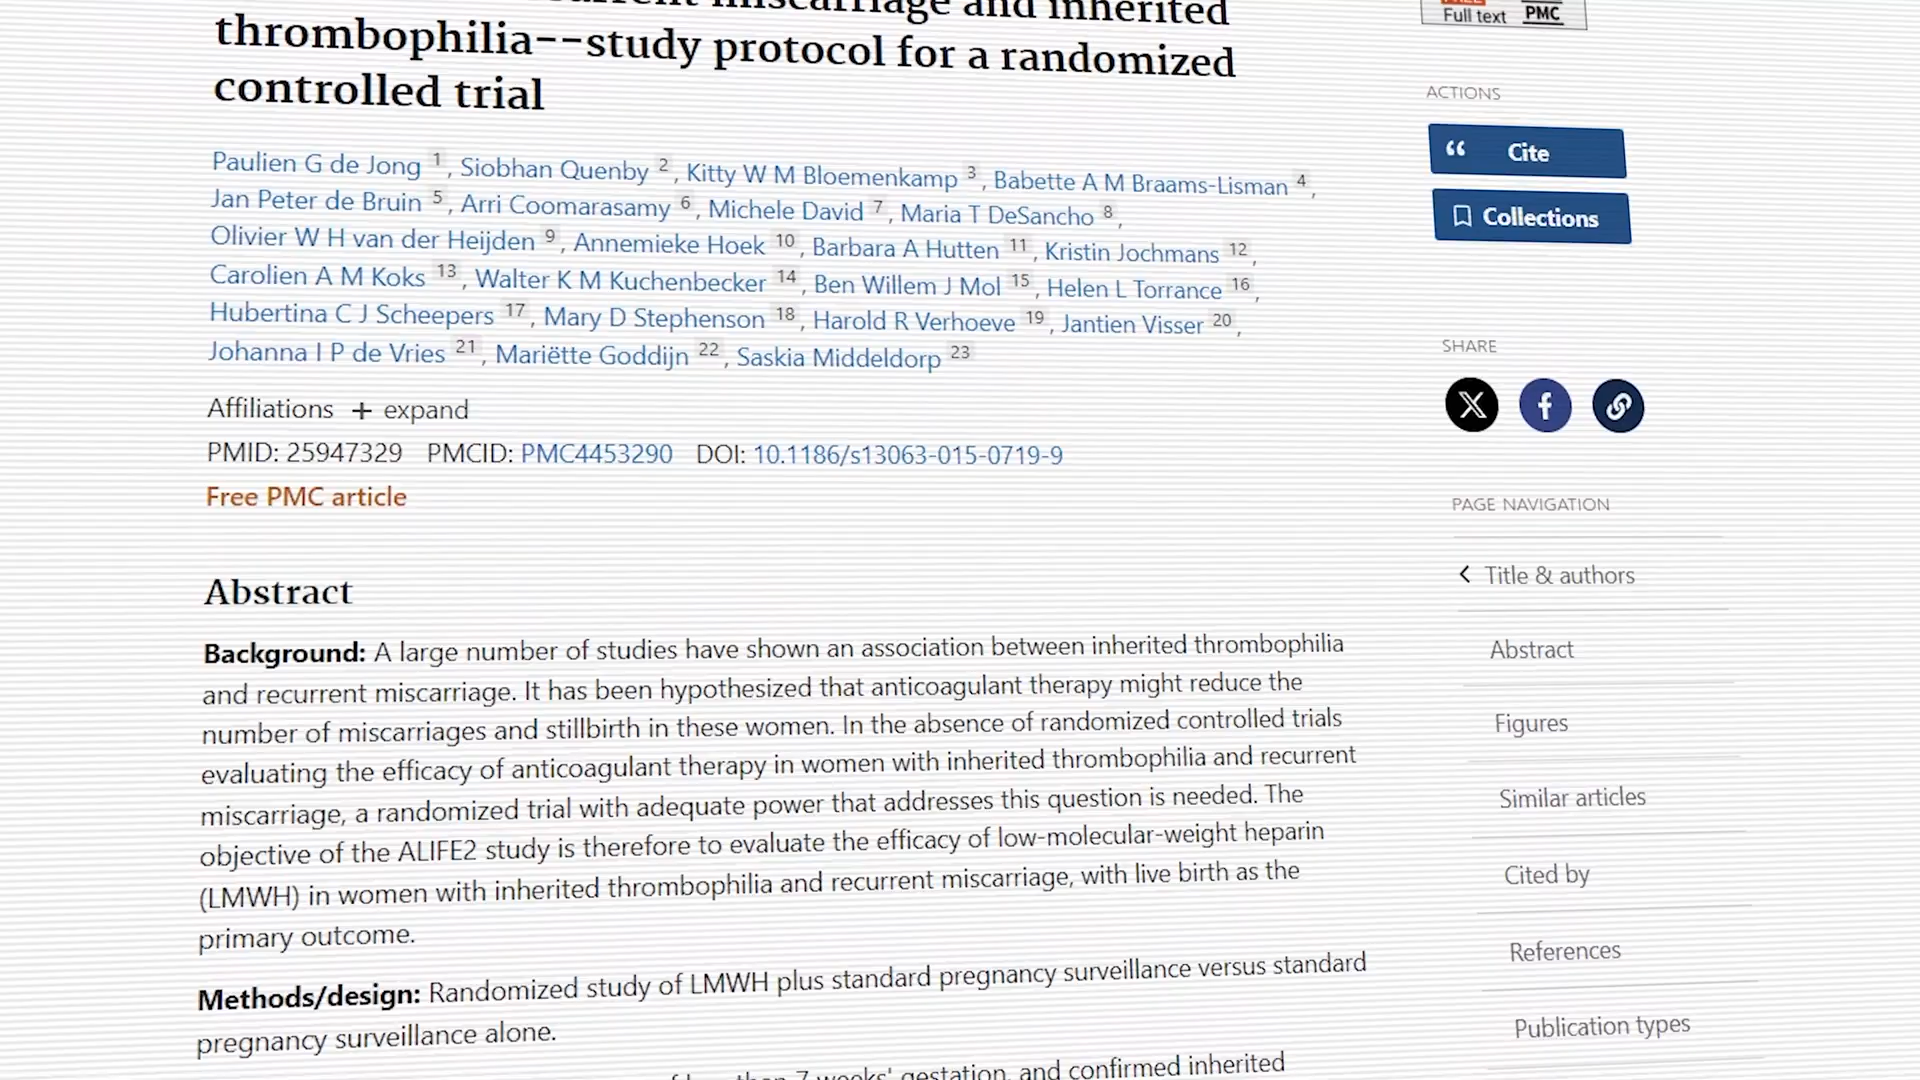 miscarriage and inherited
thrombophilia--study protocol for a randomized
controlled trial
Paulien G de Jong 1, Siobhan Quenby 2, Kitty W M Bloemenkamp 3, Babette A M Braams-Lisman 4,
Jan Peter de Bruin 5, Arri Coomarasamy 6, Michele David 7, Maria T DeSancho 8,
Olivier W H van der Heijden 9, Annemieke Hoek 10, Barbara A Hutten 11, Kristin Jochmans 12,
Carolien A M Koks 13, Walter K M Kuchenbecker 14, Ben Willem J Mol 15, Helen L Torrance 16,
Hubertina C J Scheepers 17, Mary D Stephenson 18, Harold R Verhoeve 19, Jantien Visser 20,
Johanna I P de Vries 21, Mariëtte Goddijn 22, Saskia Middeldorp 23
Affiliations + expand
PMID: 25947329 PMCID: PMC4453290 DOI: 10.1186/s13063-015-0719-9
Free PMC article
Abstract
Background: A large number of studies have shown an association between inherited thrombophilia
and recurrent miscarriage. It has been hypothesized that anticoagulant therapy might reduce the
number of miscarriages and stillbirth in these women. In the absence of randomized controlled trials
evaluating the efficacy of anticoagulant therapy in women with inherited thrombophilia and recurrent
miscarriage, a randomized trial with adequate power that addresses this question is needed. The
objective of the ALIFE2 study is therefore to evaluate the efficacy of low-molecular-weight heparin
(LMWH) in women with inherited thrombophilia and recurrent miscarriage, with live birth as the
primary outcome.
Methods/design: Randomized study of LMWH plus standard pregnancy surveillance versus standard
pregnancy surveillance alone.
than 7 weeks' gestation, and confirmed inherited
Full text PMC
ACTIONS
Cite
Collections
SHARE
PAGE NAVIGATION
Title & authors
Abstract
Figures
Similar articles
Cited by
References
Publication types